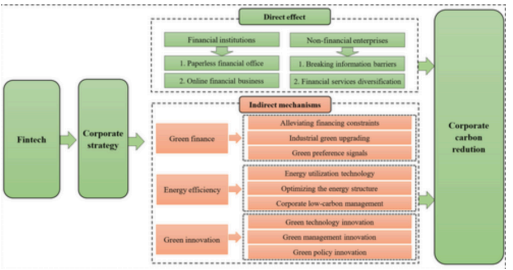 Direct effect
Financial institutions
Non-financial enterprises
1. Paperless financial office
1. Breaking information barriers
2. Online financial business
2. Financial services diversification
Fintech
Corporate
strategy
Indirect mechanisms
Green finance
Alleviating financing constraints
Industrial green upgrading
Green preference signals
Energy efficiency
Energy utilization technology
Optimizing the energy structure
Corporate low-carbon management
Green innovation
Green technology innovation
Green management innovation
Green policy innovation
Corporate
carbon
redution